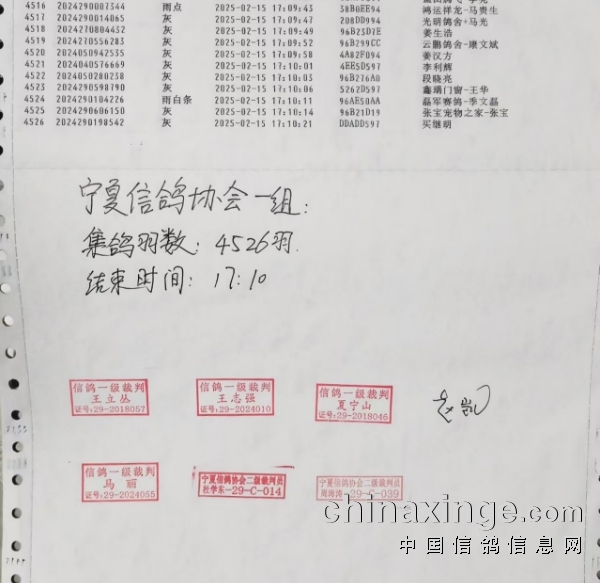 4516 2024290087344 雨点 2025-02-15 17:09:43 38B0EE94 鸿运祥龙-马贵生
4517 2024290014065 灰 2025-02-15 17:09:47 208DD994 光明鸽舍+马光
4518 2024270804432 灰 2025-02-15 17:09:49 96B23D7E 姜生浩
4519 2024270556283 灰 2025-02-15 17:09:52 96B299CC 云鹏鸽舍-康文斌
4520 2024050942535 灰 2025-02-15 17:09:58 4A82F094 姜汉方
4521 2024040576669 灰 2025-02-15 17:10:01 4EE5D597 李利辉
4522 2024050280238 灰 2025-02-15 17:10:03 96B276A0 段晓亮
4523 2024290598790 灰 2025-02-15 17:10:06 5262D597 鑫璃门窗-王华
4524 2024290104226 雨白条 2025-02-15 17:10:11 96AE50AA 磊军赛鸽-季文磊
4525 2024290606150 灰 2025-02-15 17:10:14 96B21D19 张宝宠物之家-张宝
4526 2024290198542 灰 2025-02-15 17:10:21 DDADD597 买继明
宁夏信鸽协会一组:
集鸽羽数: 4526羽.
结束时间: 17:10
信鸽一级裁判
王立丛
证号:29-2018057
信鸽一级裁判
王志强
证号:29-2024010
信鸽一级裁判
夏宁山
证号:29-2018046
信鸽一级裁判
马 丽
证号:29-2024055
宁夏信鸽协会二级裁判员
杜学东-29-C-014
宁夏信鸽协会二级裁判员
周海涛-29-C-039
chinaxinge.com
中国信鸽信息网